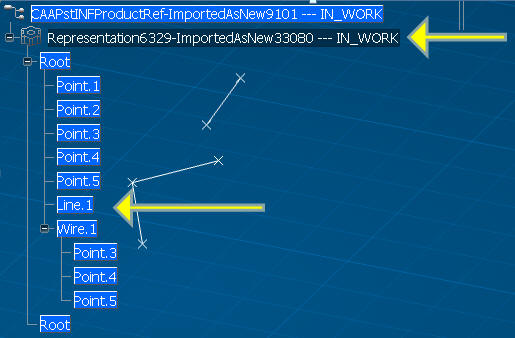 CAAPstINFProductRef-ImportedAsNew9101 --- IN_WORK
Representation6329-ImportedAsNew33080 --- IN_WORK
Root
Point.1
Point.2
Point.3
Point.4
Point.5
Line.1
Wire.1
Point.3
Point.4
Point.5
Root